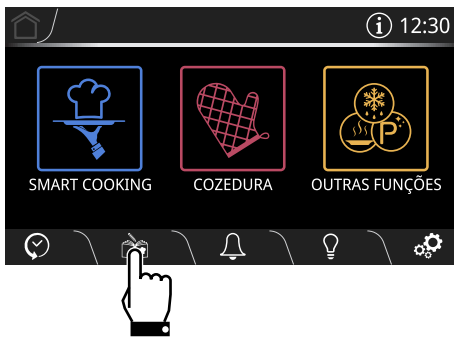 12:30
SMART COOKING
COZEDURA
OUTRAS FUNÇÕES
P